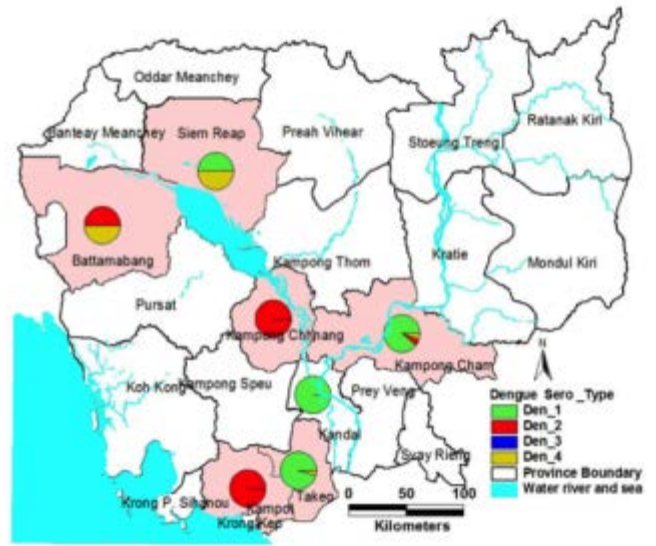 Oddar Meanchey
Banteay Meanchey
Siem Reap
Preah Vihear
Stoeung Treng
Ratanak Kiri
Battamabang
Kampong Thom
Kratie
Mondul Kiri
Pursat
Kampong Chhnang
Kampong Cham
N
Koh Kong
Kampong Speu
Prey Veng
Kandal
Svay Rieng
Takeo
Kampot
Krong P. Sihanou
Krong Kep
Dengue Sero_Type
Den_1
Den_2
Den_3
Den_4
Province Boundary
Water river and sea
0 50 100
Kilometers